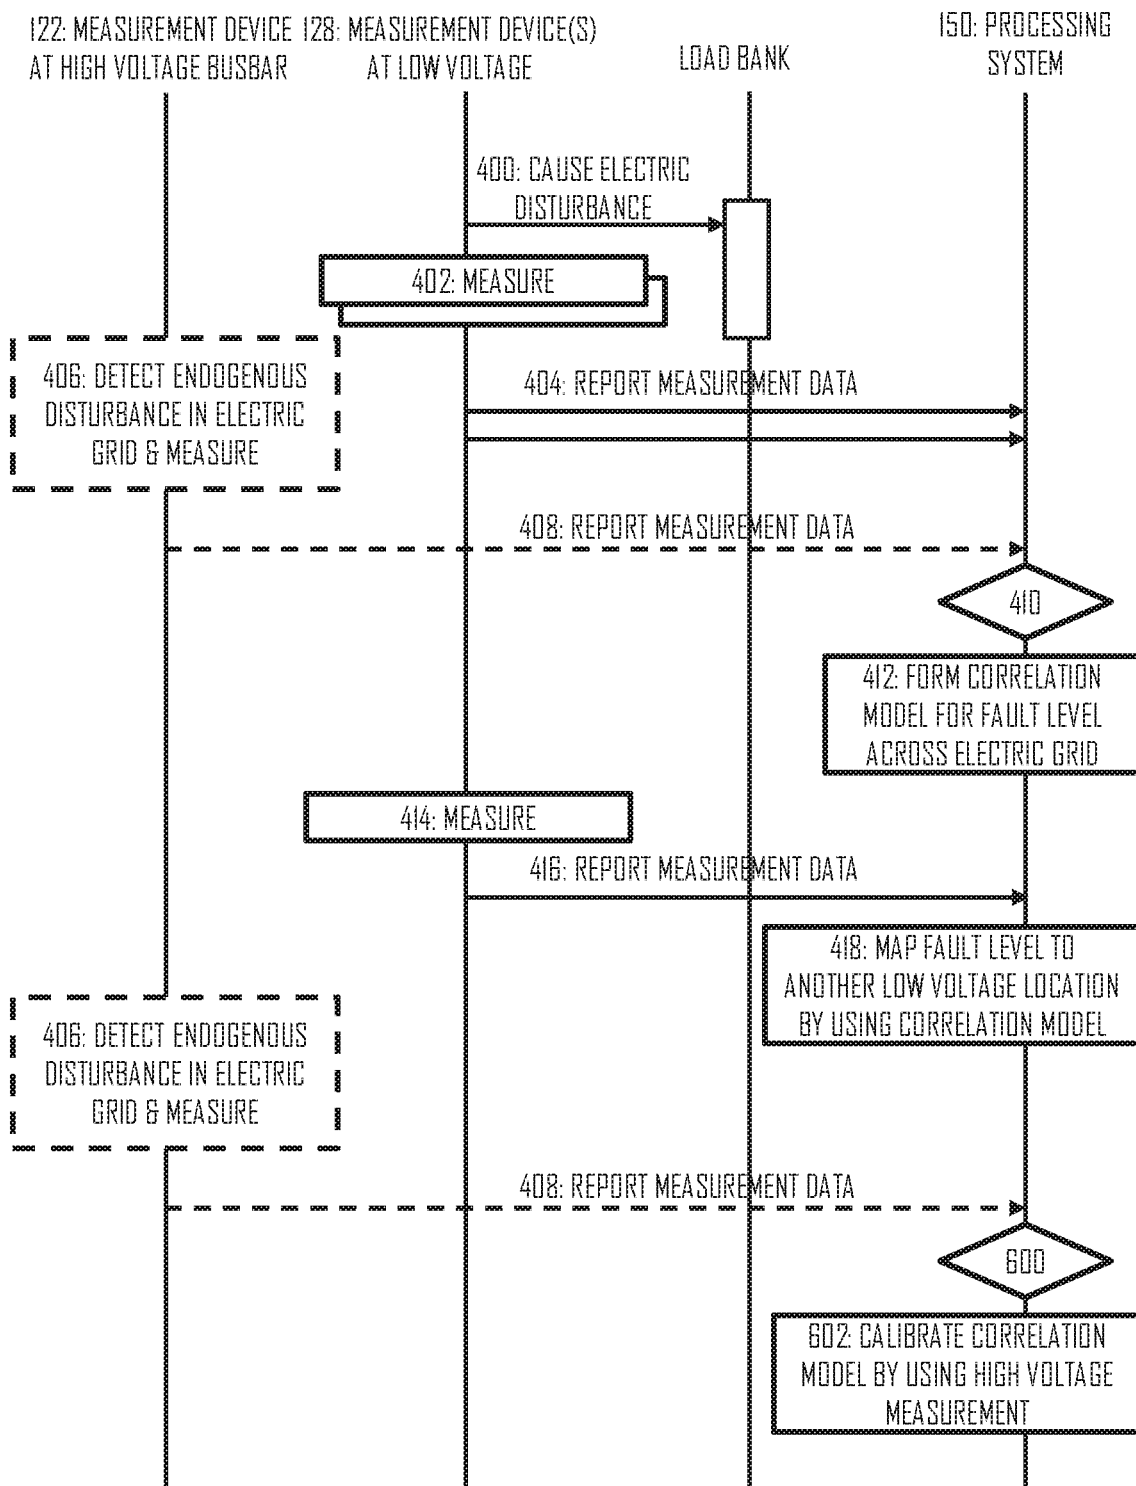 122: MEASUREMENT DEVICE
AT HIGH VOLTAGE BUSBAR
128: MEASUREMENT DEVICE(S)
AT LOW VOLTAGE
LOAD BANK
150: PROCESSING
SYSTEM
400: CAUSE ELECTRIC
DISTURBANCE
402: MEASURE
406: DETECT ENDOGENOUS
DISTURBANCE IN ELECTRIC
GRID & MEASURE
404: REPORT MEASUREMENT DATA
408: REPORT MEASUREMENT DATA
410
412: FORM CORRELATION
MODEL FOR FAULT LEVEL
ACROSS ELECTRIC GRID
414: MEASURE
416: REPORT MEASUREMENT DATA
418: MAP FAULT LEVEL TO
ANOTHER LOW VOLTAGE LOCATION
BY USING CORRELATION MODEL
406: DETECT ENDOGENOUS
DISTURBANCE IN ELECTRIC
GRID & MEASURE
408: REPORT MEASUREMENT DATA
600
602: CALIBRATE CORRELATION
MODEL BY USING HIGH VOLTAGE
MEASUREMENT